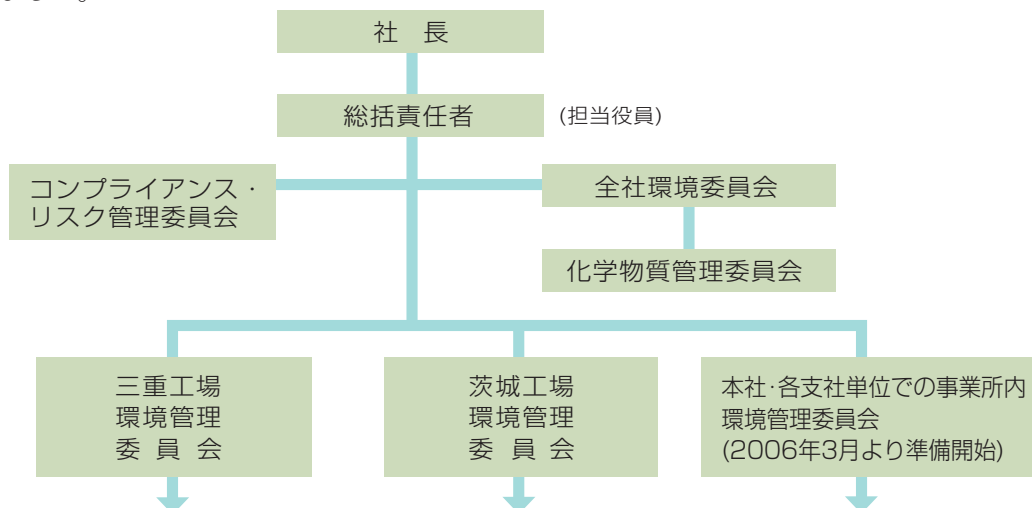 社　長
総括責任者
(担当役員)
コンプライアンス・
リスク管理委員会
全社環境委員会
化学物質管理委員会
三重工場
環境管理
委 員 会
茨城工場
環境管理
委 員 会
本社・各支社単位での事業所内
環境管理委員会
(2006年3月より準備開始)